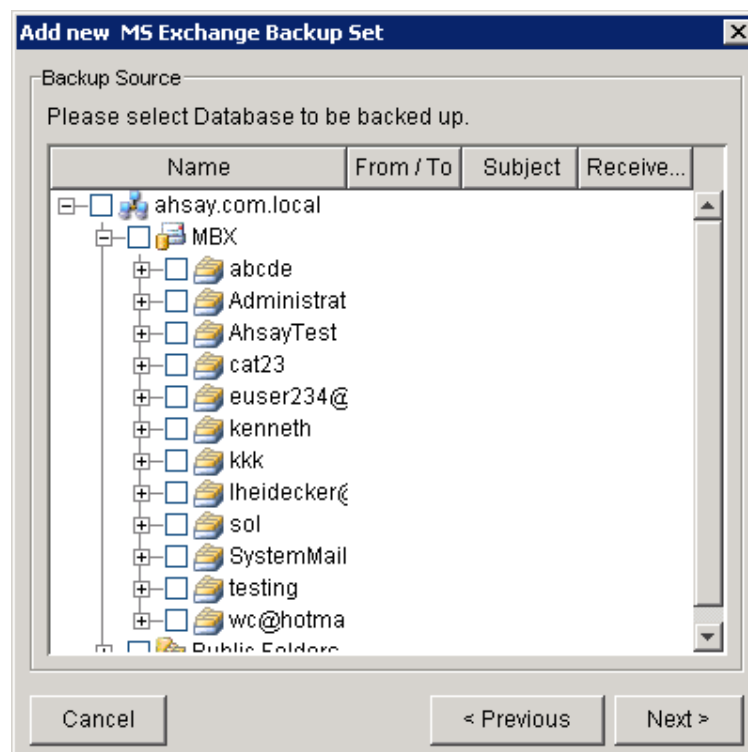 Add new MS Exchange Backup Set
Backup Source
Please select Database to be backed up.
Name From / To Subject Receive...
ahsay.com.local
MBX
abcde
Administrat
AhsayTest
cat23
euser234@
kenneth
kkk
lheidecker@
sol
SystemMail
testing
wc@hotma
Public Folders
Cancel < Previous Next >